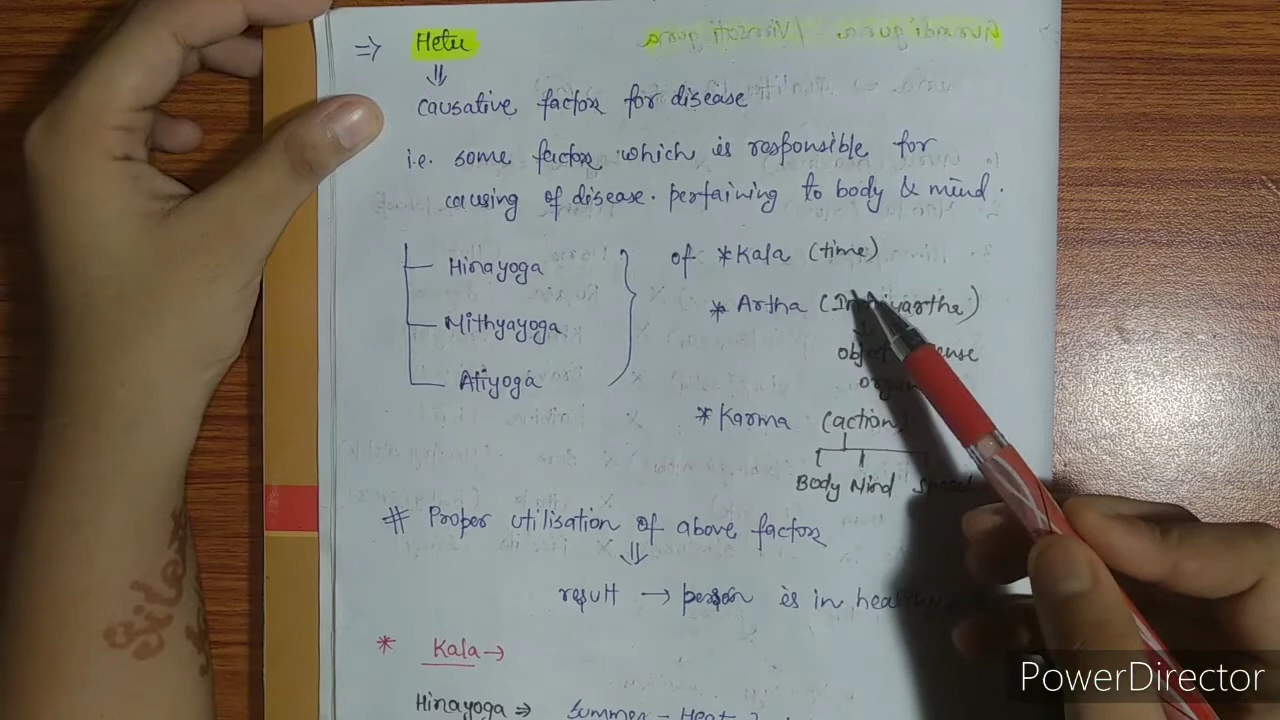 ⇒ Hetu
⇓
causative factor for disease
i.e. some factor which is responsible for
causing of disease. pertaining to body & mind.
Hinayoga
Mithyayoga
Atiyoga
of *Kala (time)
* Artha
object
* Karma (action)
Body Mind
# Proper utilisation of above factor
⇓
result → person is in
* Kala →
Hinayoga ⇒ Summer - Heat
PowerDirector